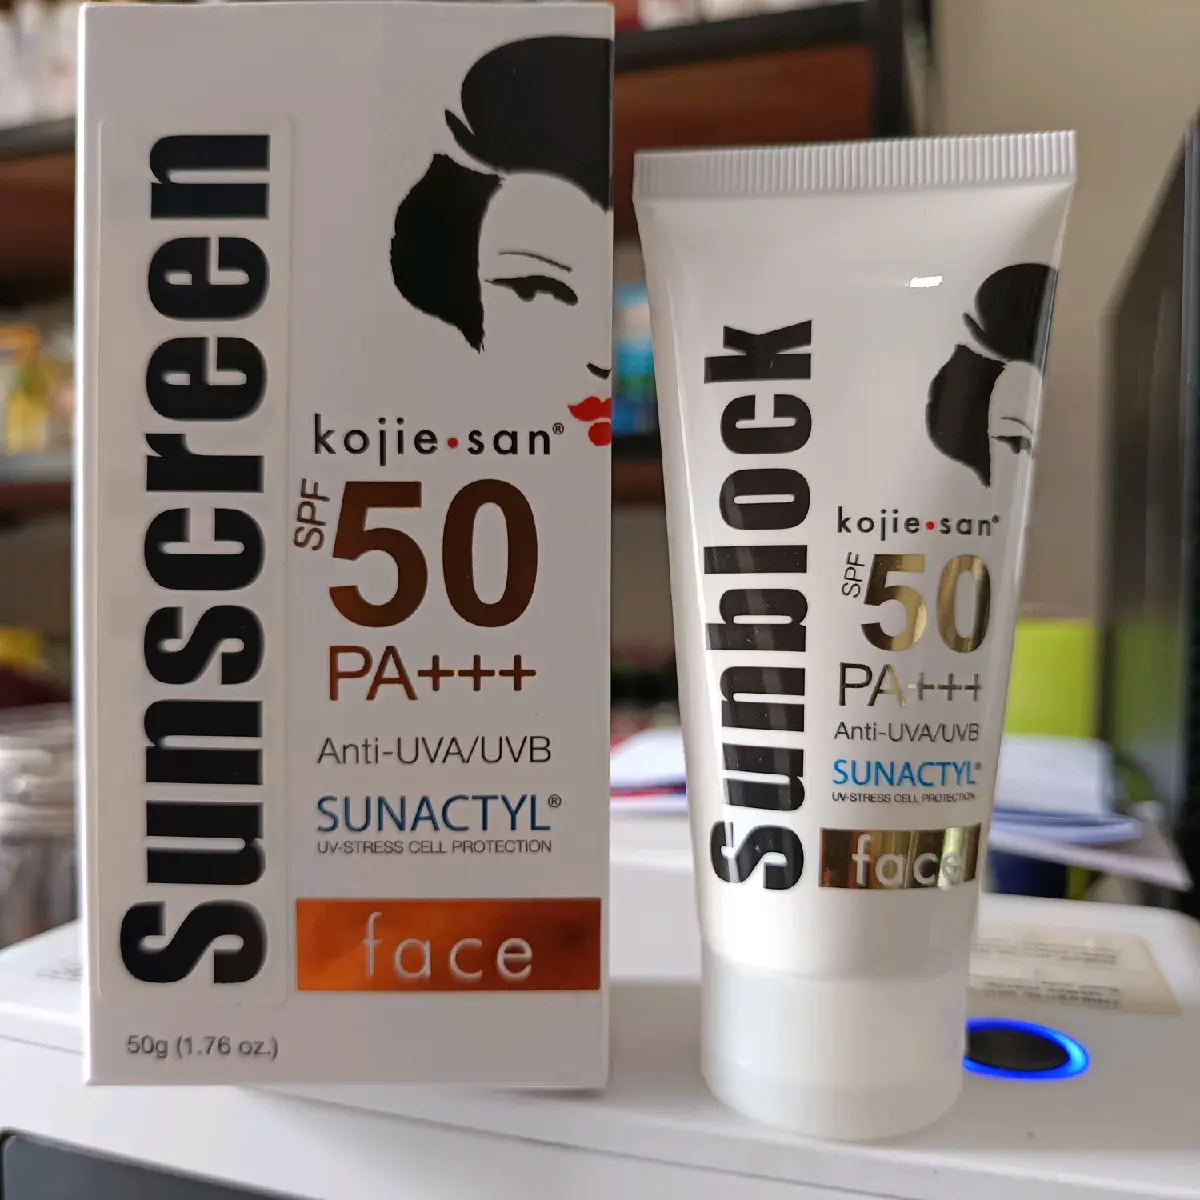 Sunscreen
kojie•san®
SPF 50
PA+++
Anti-UVA/UVB
SUNACTYL®
UV-STRESS CELL PROTECTION
face
50g (1.76 oz.)
Sunblock
kojie•san®
SPF 50
PA+++
Anti-UVA/UVB
SUNACTYL®
UV-STRESS CELL PROTECTION
face